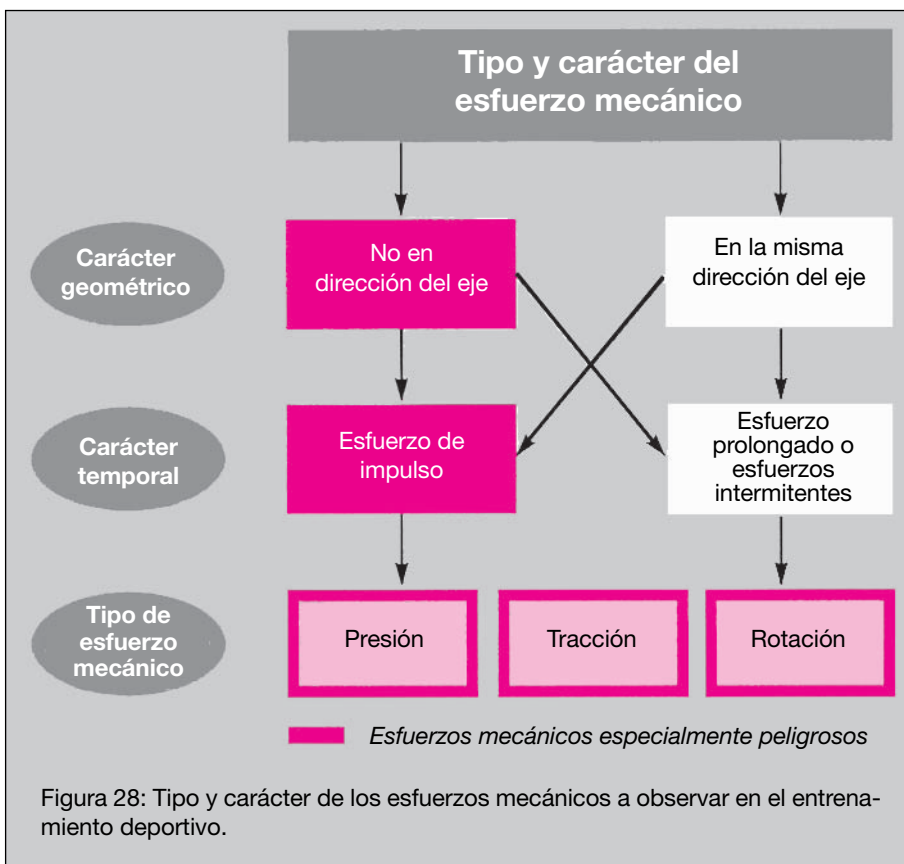 Tipo y carácter del
esfuerzo mecánico
Carácter
geométrico
No en
dirección del eje
En la misma
dirección del eje
Carácter
temporal
Esfuerzo de
impulso
Esfuerzo
prolongado o
esfuerzos
intermitentes
Tipo de
esfuerzo
mecánico
Presión
Tracción
Rotación
Esfuerzos mecánicos especialmente peligrosos
Figura 28: Tipo y carácter de los esfuerzos mecánicos a observar en el entrena-
miento deportivo.